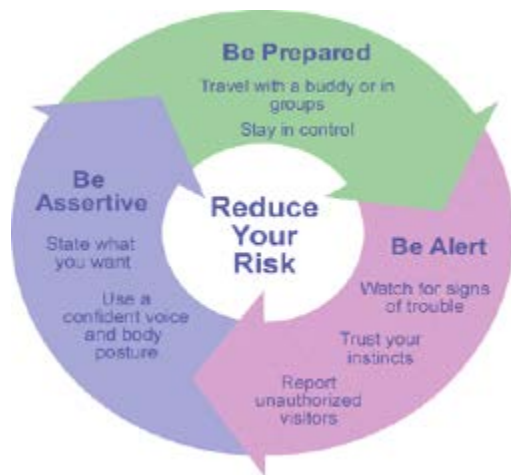 Be Prepared
Travel with a buddy or in
groups
Stay in control
Be Alert
Watch for signs
of trouble
Trust your
instincts
Report
unauthorized
visitors
Be
Assertive
State what
you want
Use a
confident voice
and body
posture
Reduce
Your
Risk